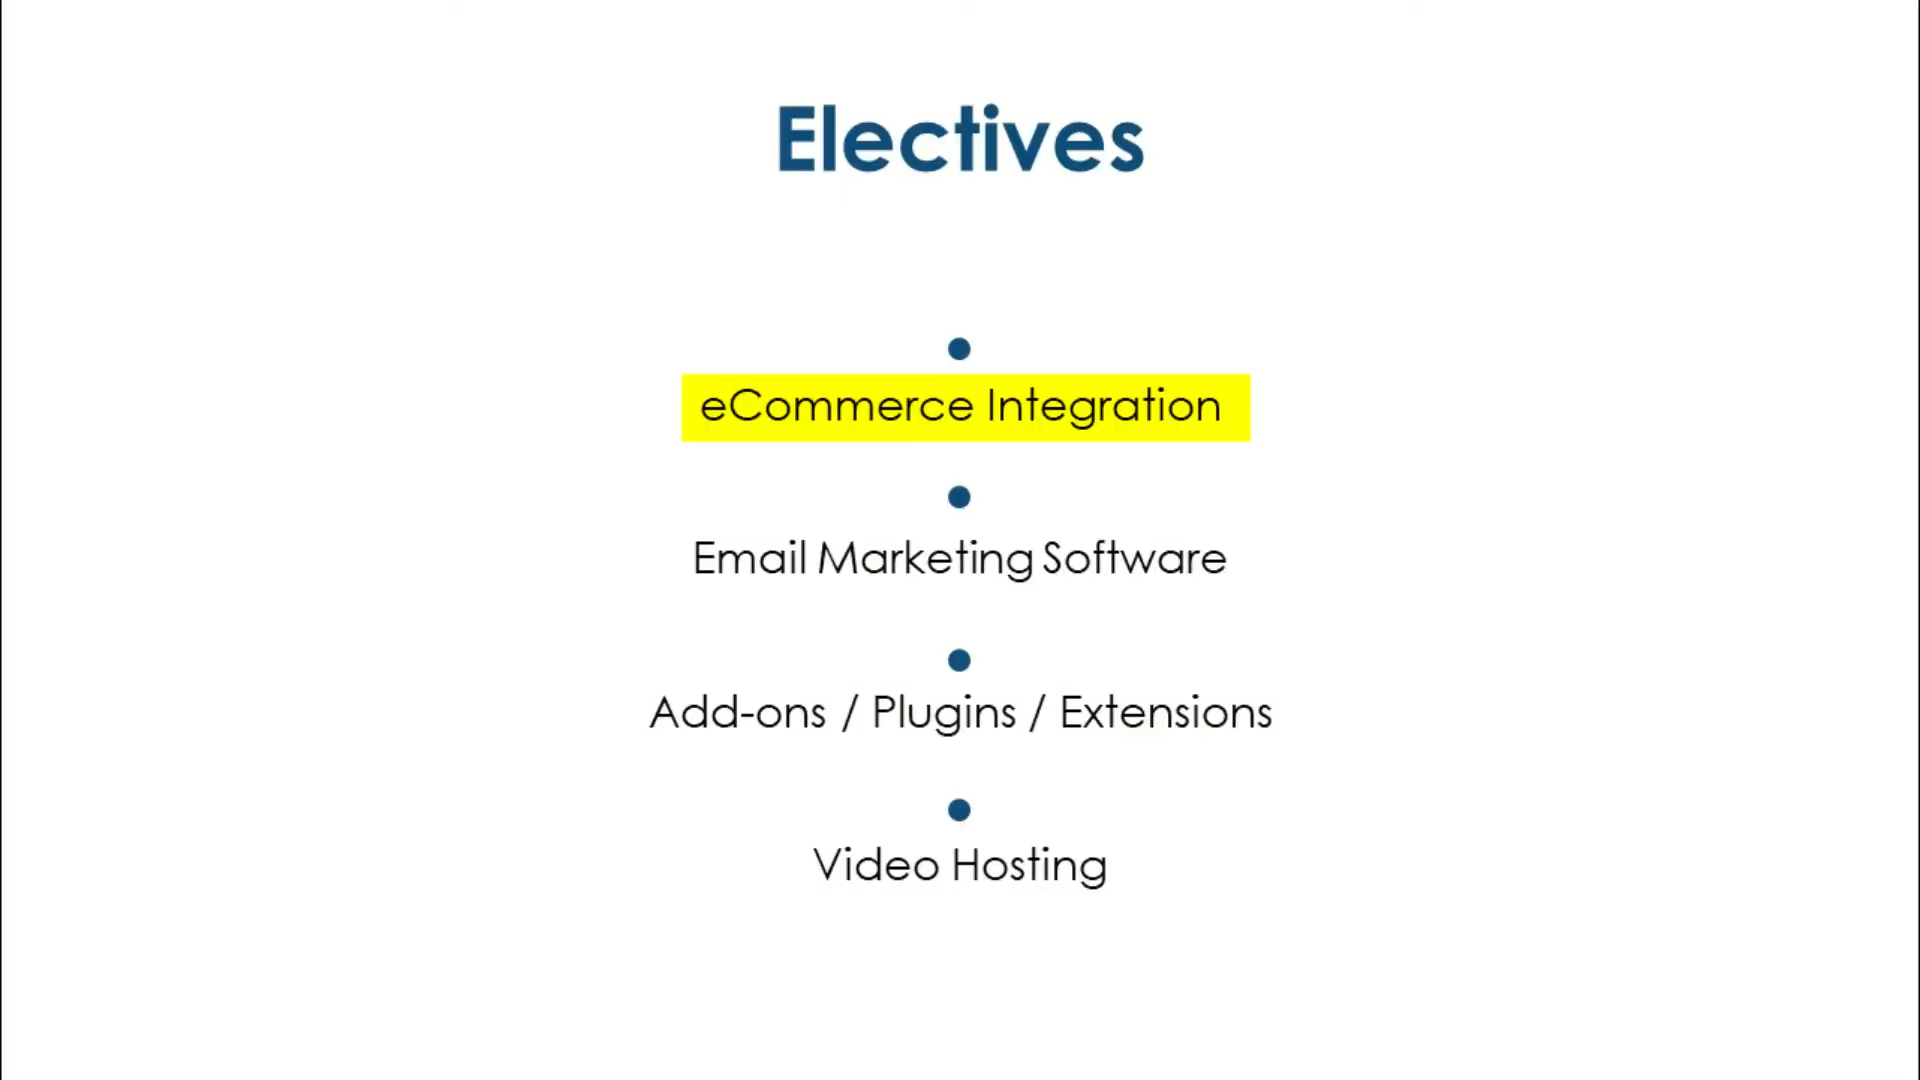 Electives
eCommerce Integration
Email Marketing Software
Add-ons / Plugins / Extensions
Video Hosting